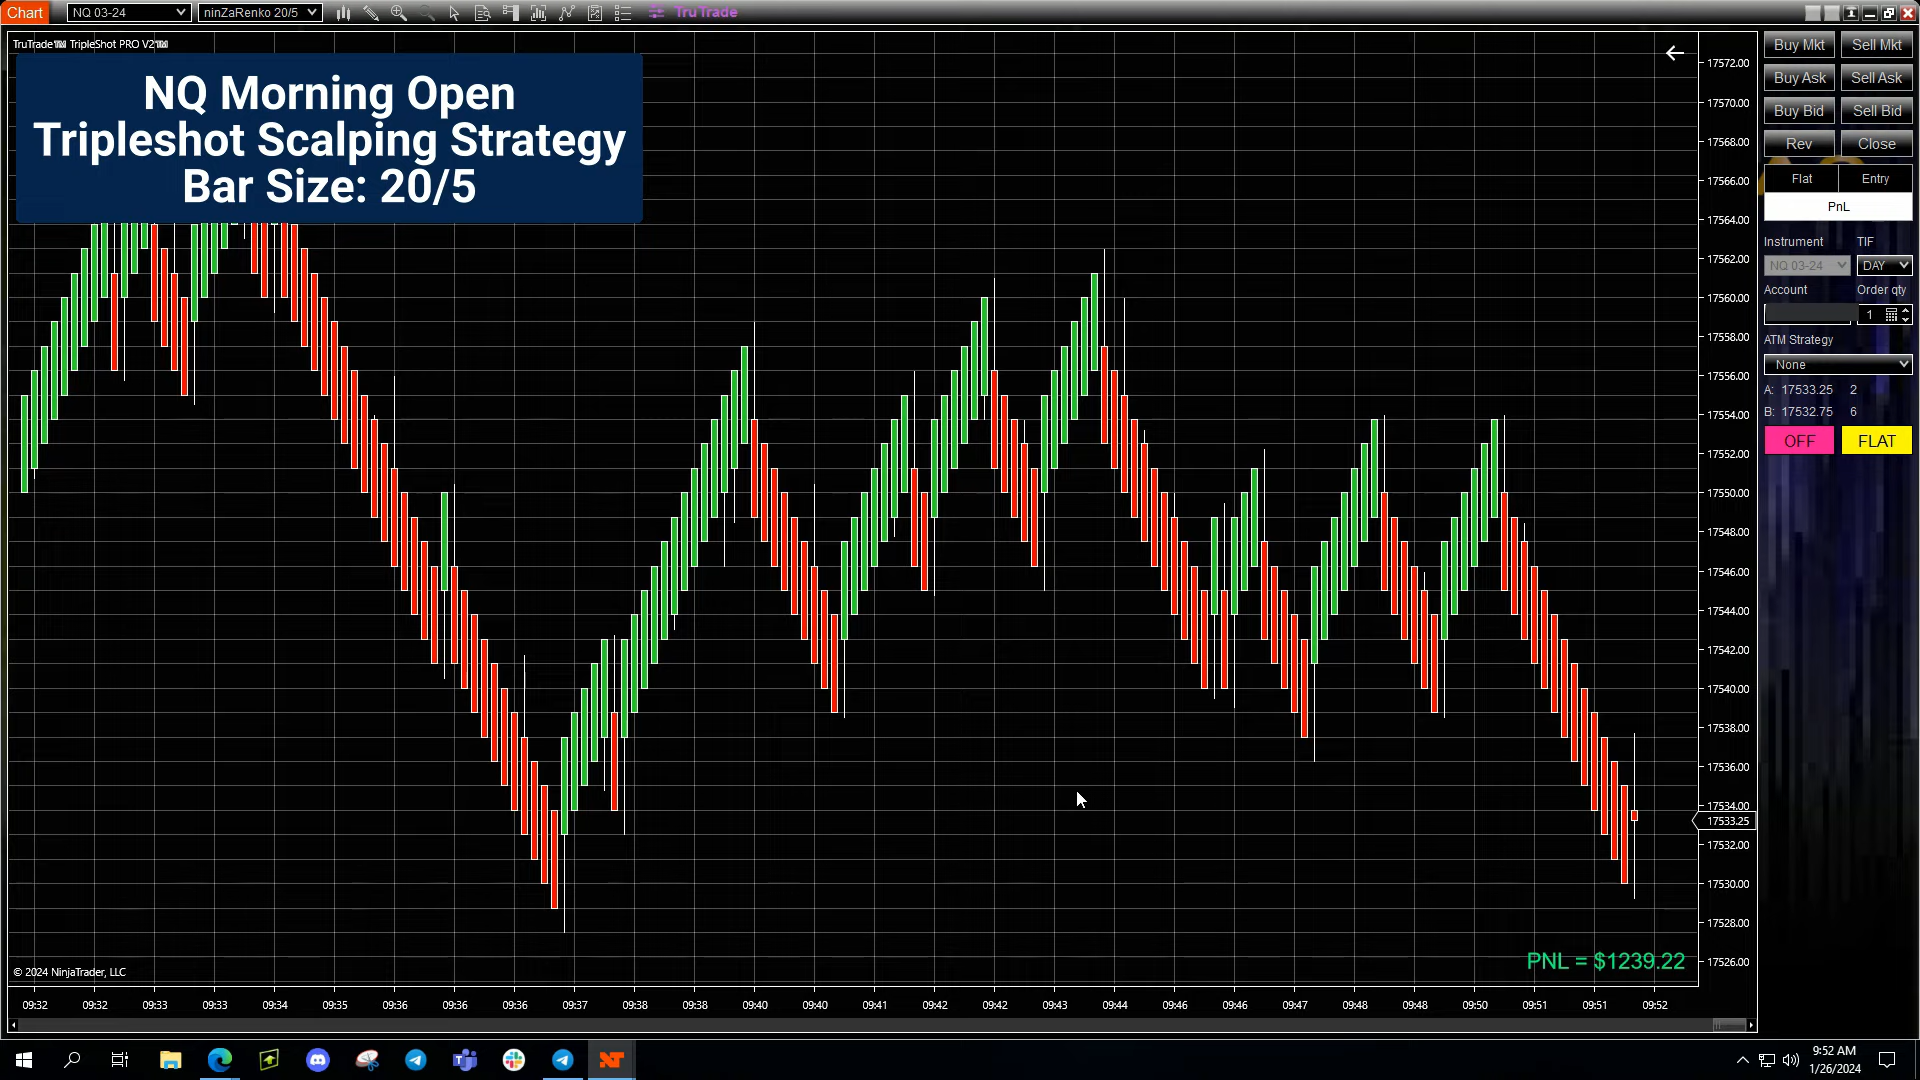 Chart NQ 03-24 ninZaRenko 20/5 TruTrade
TruTrade™ TripleShot PRO V2™
NQ Morning Open
Tripleshot Scalping Strategy
Bar Size: 20/5
17572.00
17570.00
17568.00
17566.00
17564.00
17562.00
17560.00
17558.00
17556.00
17554.00
17552.00
17550.00
17548.00
17546.00
17544.00
17542.00
17540.00
17538.00
17536.00
17534.00
17533.25
17532.00
17530.00
17528.00
17526.00
PNL = $1239.22
© 2024 NinjaTrader, LLC
09:32 09:32 09:33 09:33 09:34 09:35 09:36 09:36 09:36 09:37 09:38 09:38 09:40 09:40 09:41 09:42 09:42 09:43 09:44 09:46 09:46 09:47 09:48 09:48 09:50 09:51 09:51 09:52
Buy Mkt Sell Mkt
Buy Ask Sell Ask
Buy Bid Sell Bid
Rev Close
Flat Entry
PnL
Instrument TIF
NQ 03-24 DAY
Account Order qty
1
ATM Strategy
None
A: 17533.25 2
B: 17532.75 6
OFF FLAT
9:52 AM
1/26/2024